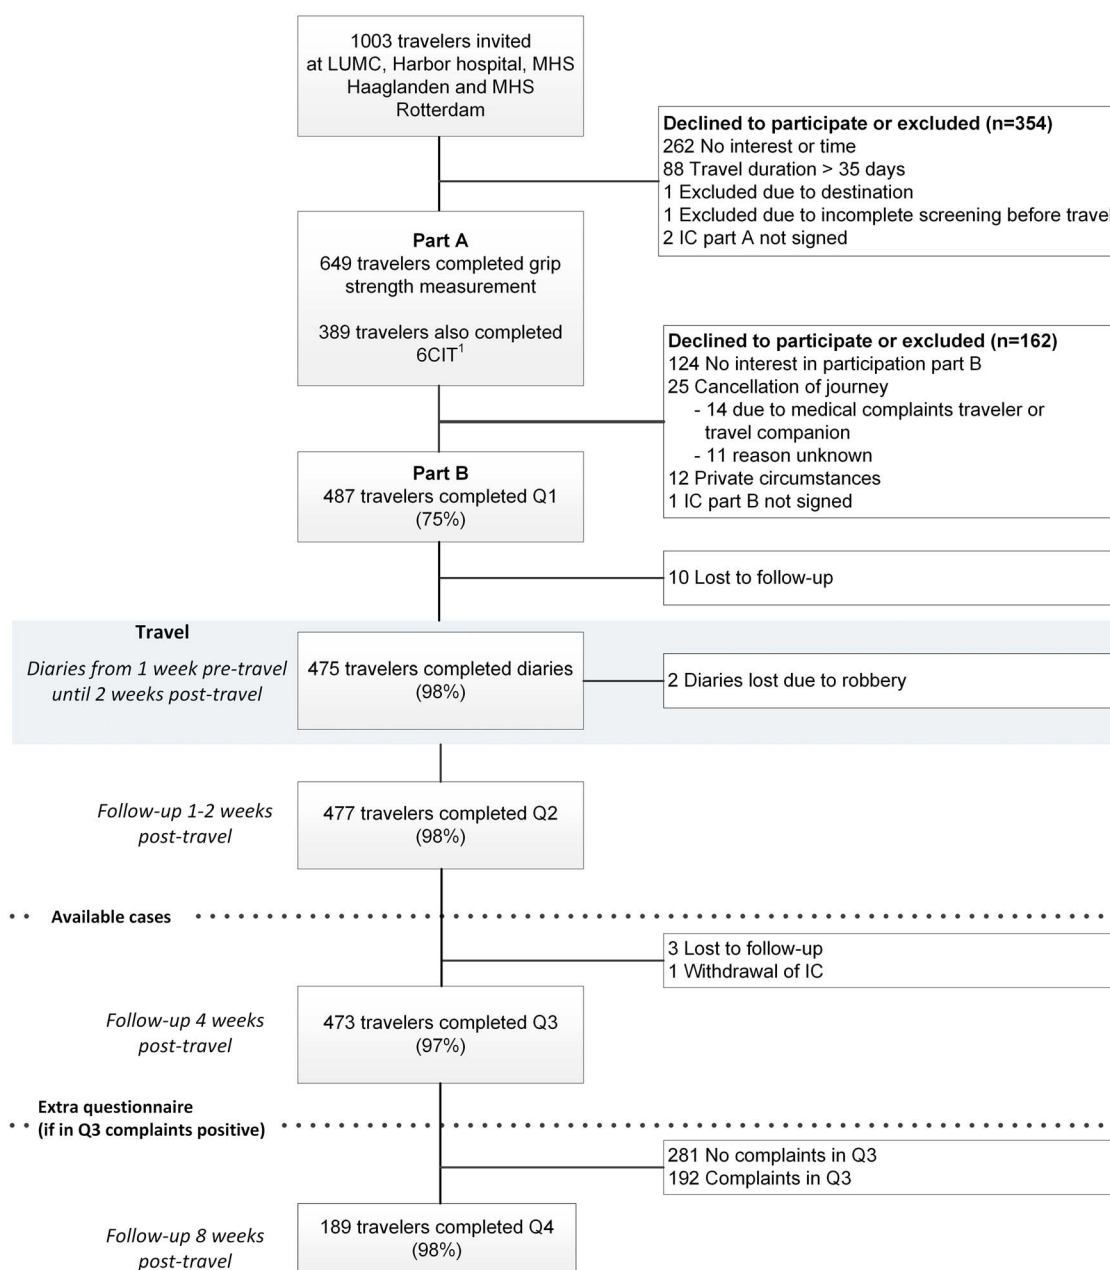 1003 travelers invited
at LUMC, Harbor hospital, MHS
Haaglanden and MHS
Rotterdam
Declined to participate or excluded (n=354)
262 No interest or time
88 Travel duration > 35 days
1 Excluded due to destination
1 Excluded due to incomplete screening before travel
2 IC part A not signed
Part A
649 travelers completed grip
strength measurement
389 travelers also completed
6CIT¹
Declined to participate or excluded (n=162)
124 No interest in participation part B
25 Cancellation of journey
- 14 due to medical complaints traveler or
travel companion
- 11 reason unknown
12 Private circumstances
1 IC part B not signed
Part B
487 travelers completed Q1
(75%)
10 Lost to follow-up
Travel
Diaries from 1 week pre-travel
until 2 weeks post-travel
475 travelers completed diaries
(98%)
2 Diaries lost due to robbery
Follow-up 1-2 weeks
post-travel
477 travelers completed Q2
(98%)
Available cases
3 Lost to follow-up
1 Withdrawal of IC
Follow-up 4 weeks
post-travel
473 travelers completed Q3
(97%)
Extra questionnaire
(if in Q3 complaints positive)
281 No complaints in Q3
192 Complaints in Q3
Follow-up 8 weeks
post-travel
189 travelers completed Q4
(98%)